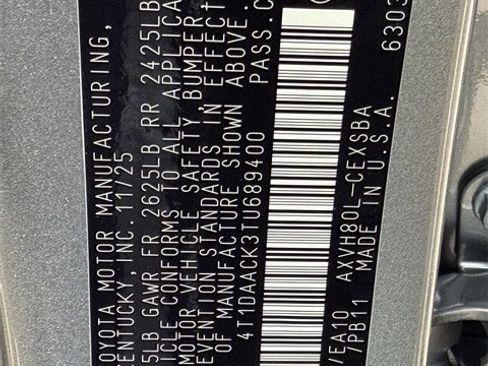 TOYOTA MOTOR MANUFACTURING,
KENTUCKY, INC. 11/25
5LB GAWR FR 2625LB RR 2425LB
ICLE CONFORMS TO ALL APPLICA
MOTOR VEHICLE SAFETY, BUMPER
EVENTION STANDARDS IN EFFECT
OF MANUFACTURE SHOWN ABOVE.
4T1DAACK3TU689400 PASS.C
/EA10 AXVH80L-CEXSBA
/PB11 MADE IN U.S.A. 6303